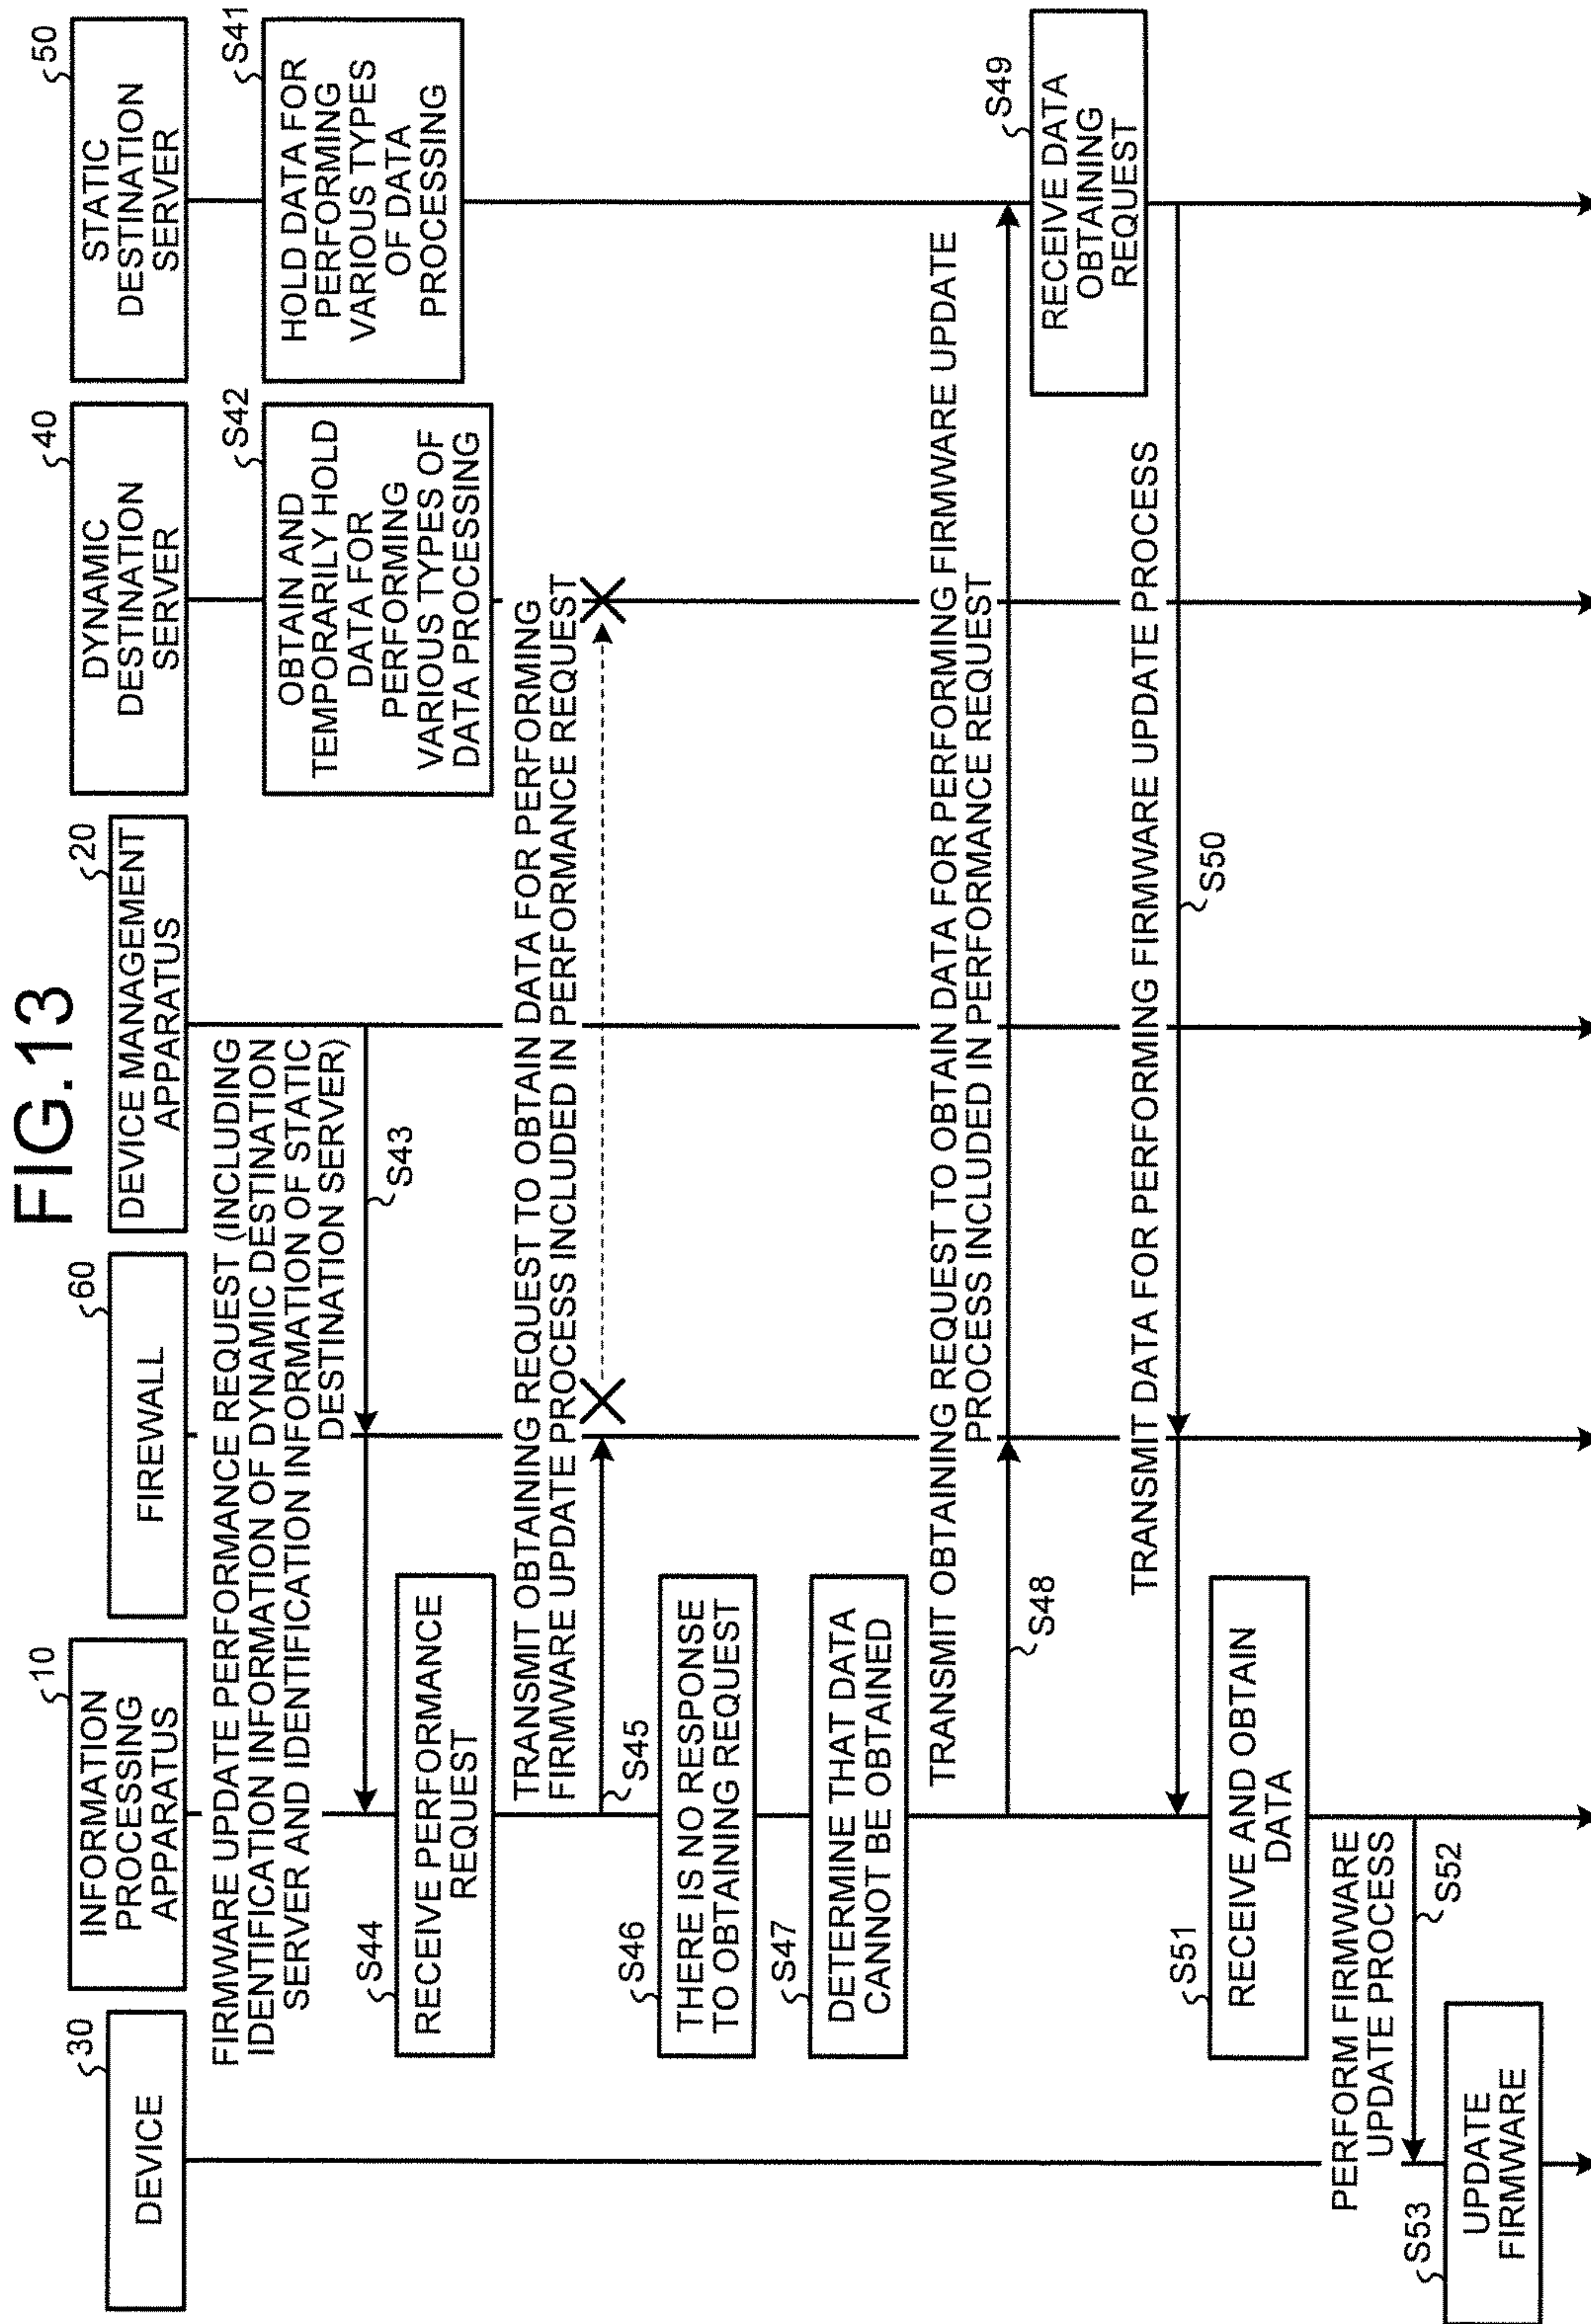 FIG.13
30
DEVICE
10
INFORMATION
PROCESSING
APPARATUS
60
FIREWALL
20
DEVICE MANAGEMENT
APPARATUS
40
DYNAMIC
DESTINATION
SERVER
50
STATIC
DESTINATION
SERVER
S41
HOLD DATA FOR
PERFORMING
VARIOUS TYPES
OF DATA
PROCESSING
S42
OBTAIN AND
TEMPORARILY HOLD
DATA FOR
PERFORMING
VARIOUS TYPES OF
DATA PROCESSING
FIRMWARE UPDATE PERFORMANCE REQUEST (INCLUDING
IDENTIFICATION INFORMATION OF DYNAMIC DESTINATION
SERVER AND IDENTIFICATION INFORMATION OF STATIC
DESTINATION SERVER)
S43
S44
RECEIVE PERFORMANCE
REQUEST
TRANSMIT OBTAINING REQUEST TO OBTAIN DATA FOR PERFORMING
FIRMWARE UPDATE PROCESS INCLUDED IN PERFORMANCE REQUEST
S45
S46
THERE IS NO RESPONSE
TO OBTAINING REQUEST
S47
DETERMINE THAT DATA
CANNOT BE OBTAINED
TRANSMIT OBTAINING REQUEST TO OBTAIN DATA FOR PERFORMING FIRMWARE UPDATE
PROCESS INCLUDED IN PERFORMANCE REQUEST
S48
S49
RECEIVE DATA
OBTAINING
REQUEST
TRANSMIT DATA FOR PERFORMING FIRMWARE UPDATE PROCESS
S50
S51
RECEIVE AND OBTAIN
DATA
PERFORM FIRMWARE
UPDATE PROCESS
S52
S53
UPDATE
FIRMWARE